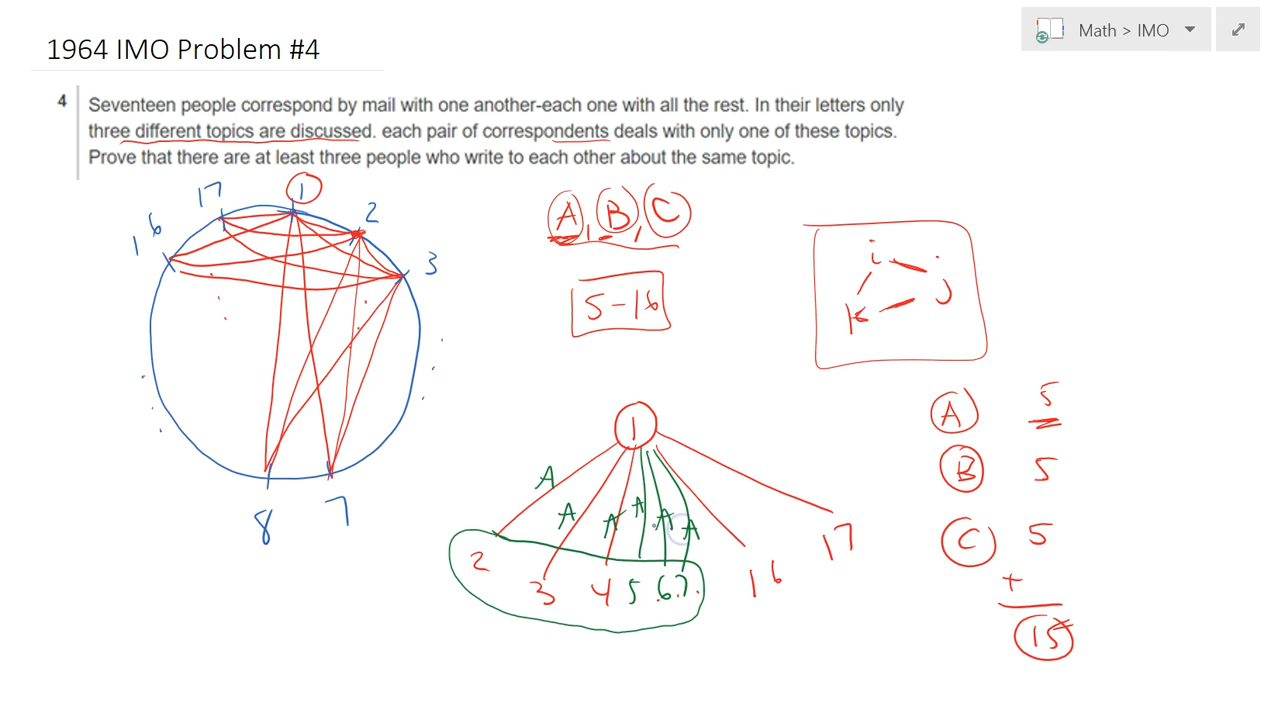 Math > IMO
1964 IMO Problem #4
4
Seventeen people correspond by mail with one another-each one with all the rest. In their letters only
three different topics are discussed. each pair of correspondents deals with only one of these topics.
Prove that there are at least three people who write to each other about the same topic.
17
1
2
16
3
8
7
A, B, C
5-16
i
j
k
1
A
A
A
A
A
A
2
3
4
5
6
7
16
17
A 5
B 5
C 5
+
15